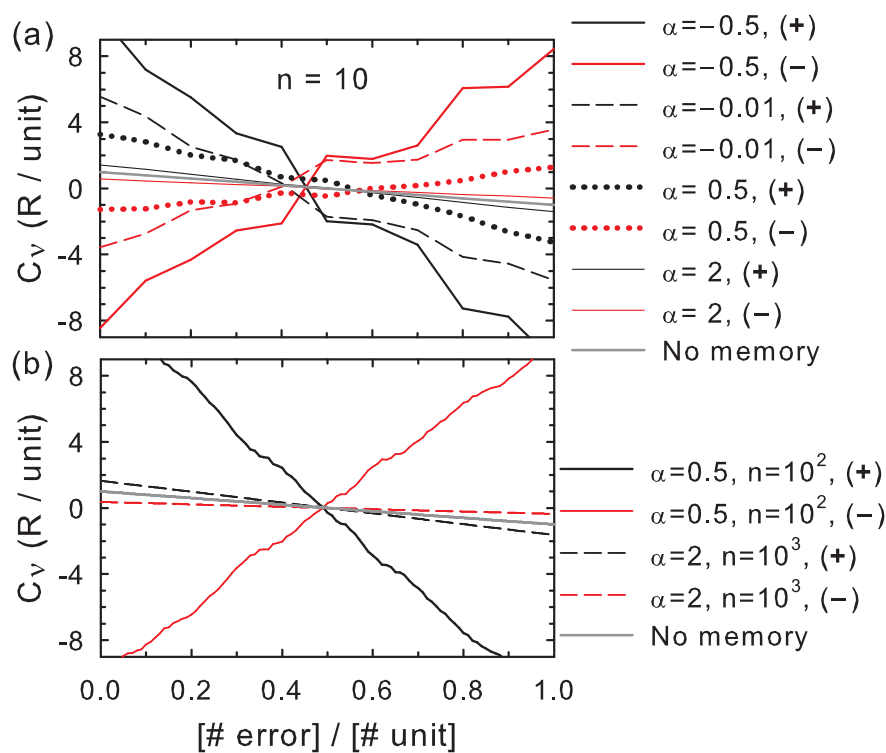 (a)
n = 10
8
4
0
-4
-8
Cν (R / unit)
α=−0.5, (+)
α=−0.5, (−)
α=−0.01, (+)
α=−0.01, (−)
α= 0.5, (+)
α= 0.5, (−)
α= 2, (+)
α= 2, (−)
No memory
(b)
8
4
0
-4
-8
Cν (R / unit)
0.0 0.2 0.4 0.6 0.8 1.0
[# error] / [# unit]
α=0.5, n=10², (+)
α=0.5, n=10², (−)
α=2, n=10³, (+)
α=2, n=10³, (−)
No memory